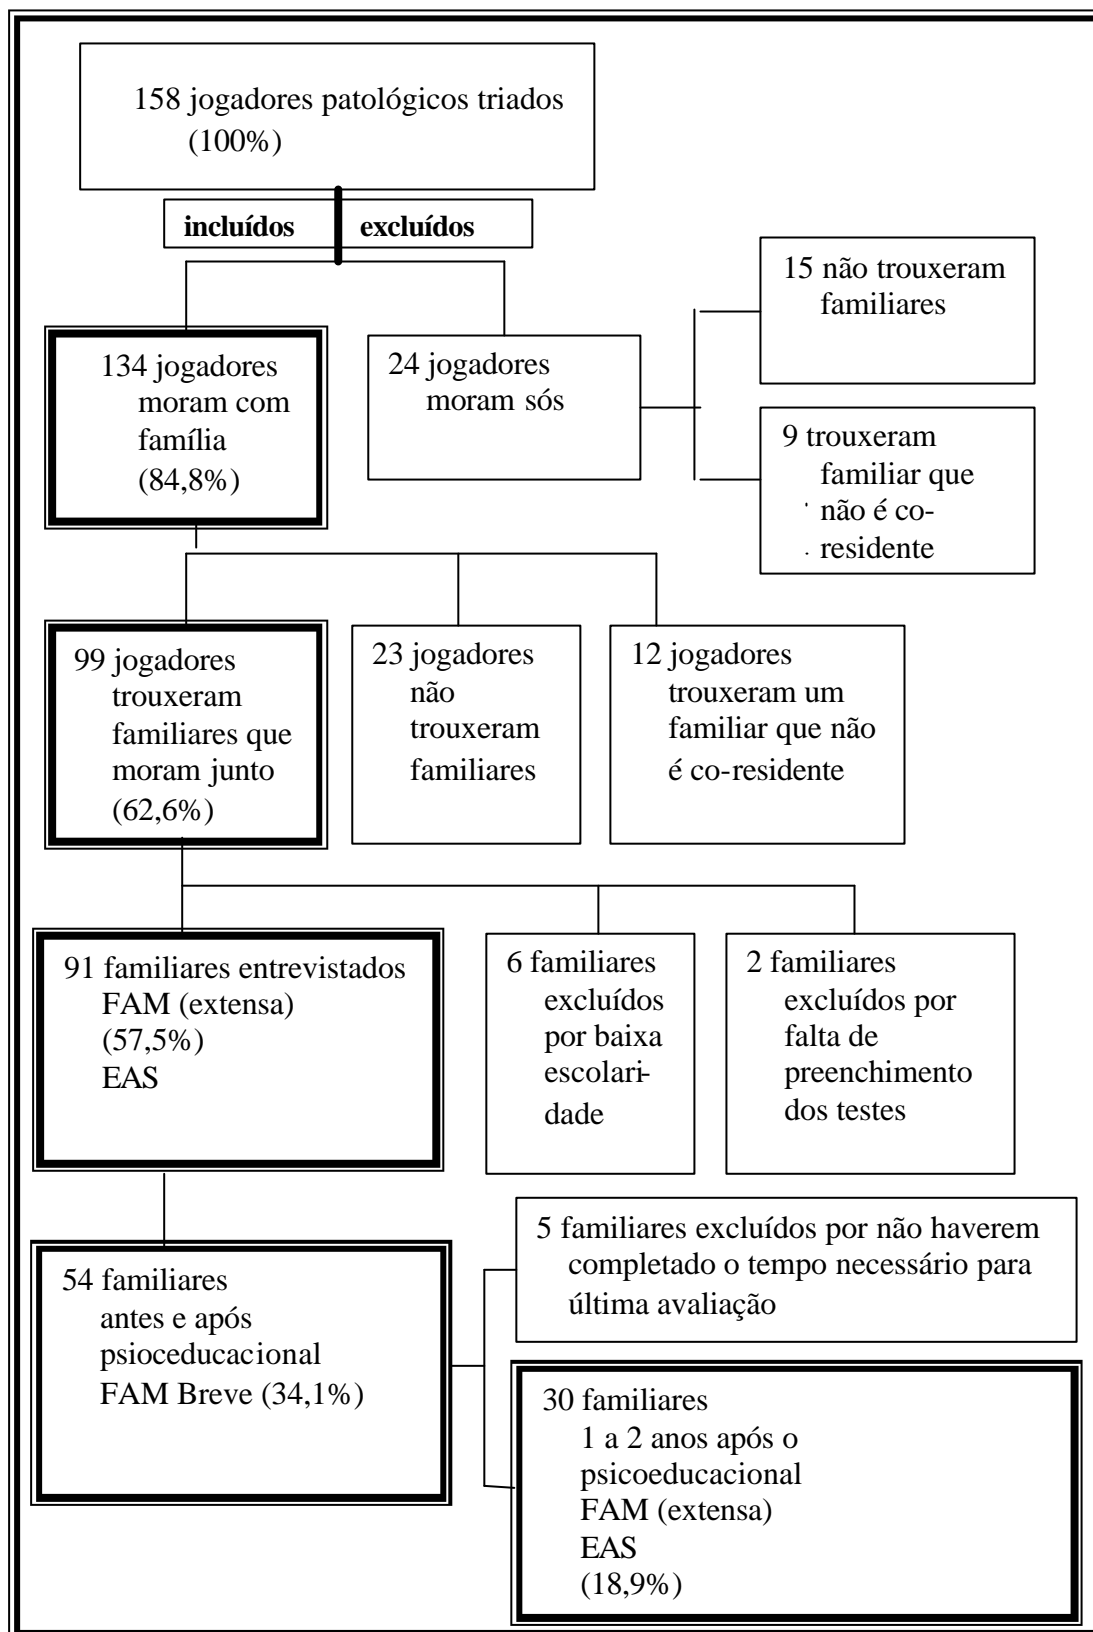 158 jogadores patológicos triados
(100%)
incluídos
excluídos
15 não trouxeram
familiares
134 jogadores
moram com
família
(84,8%)
24 jogadores
moram sós
9 trouxeram
familiar que
não é co-
residente
99 jogadores
trouxeram
familiares que
moram junto
(62,6%)
23 jogadores
não
trouxeram
familiares
12 jogadores
trouxeram um
familiar que não
é co-residente
91 familiares entrevistados
FAM (extensa)
(57,5%)
EAS
6 familiares
excluídos
por baixa
escolari-
dade
2 familiares
excluídos por
falta de
preenchimento
dos testes
54 familiares
antes e após
psioceducacional
FAM Breve (34,1%)
5 familiares excluídos por não haverem
completado o tempo necessário para
última avaliação
30 familiares
1 a 2 anos após o
psicoeducacional
FAM (extensa)
EAS
(18,9%)